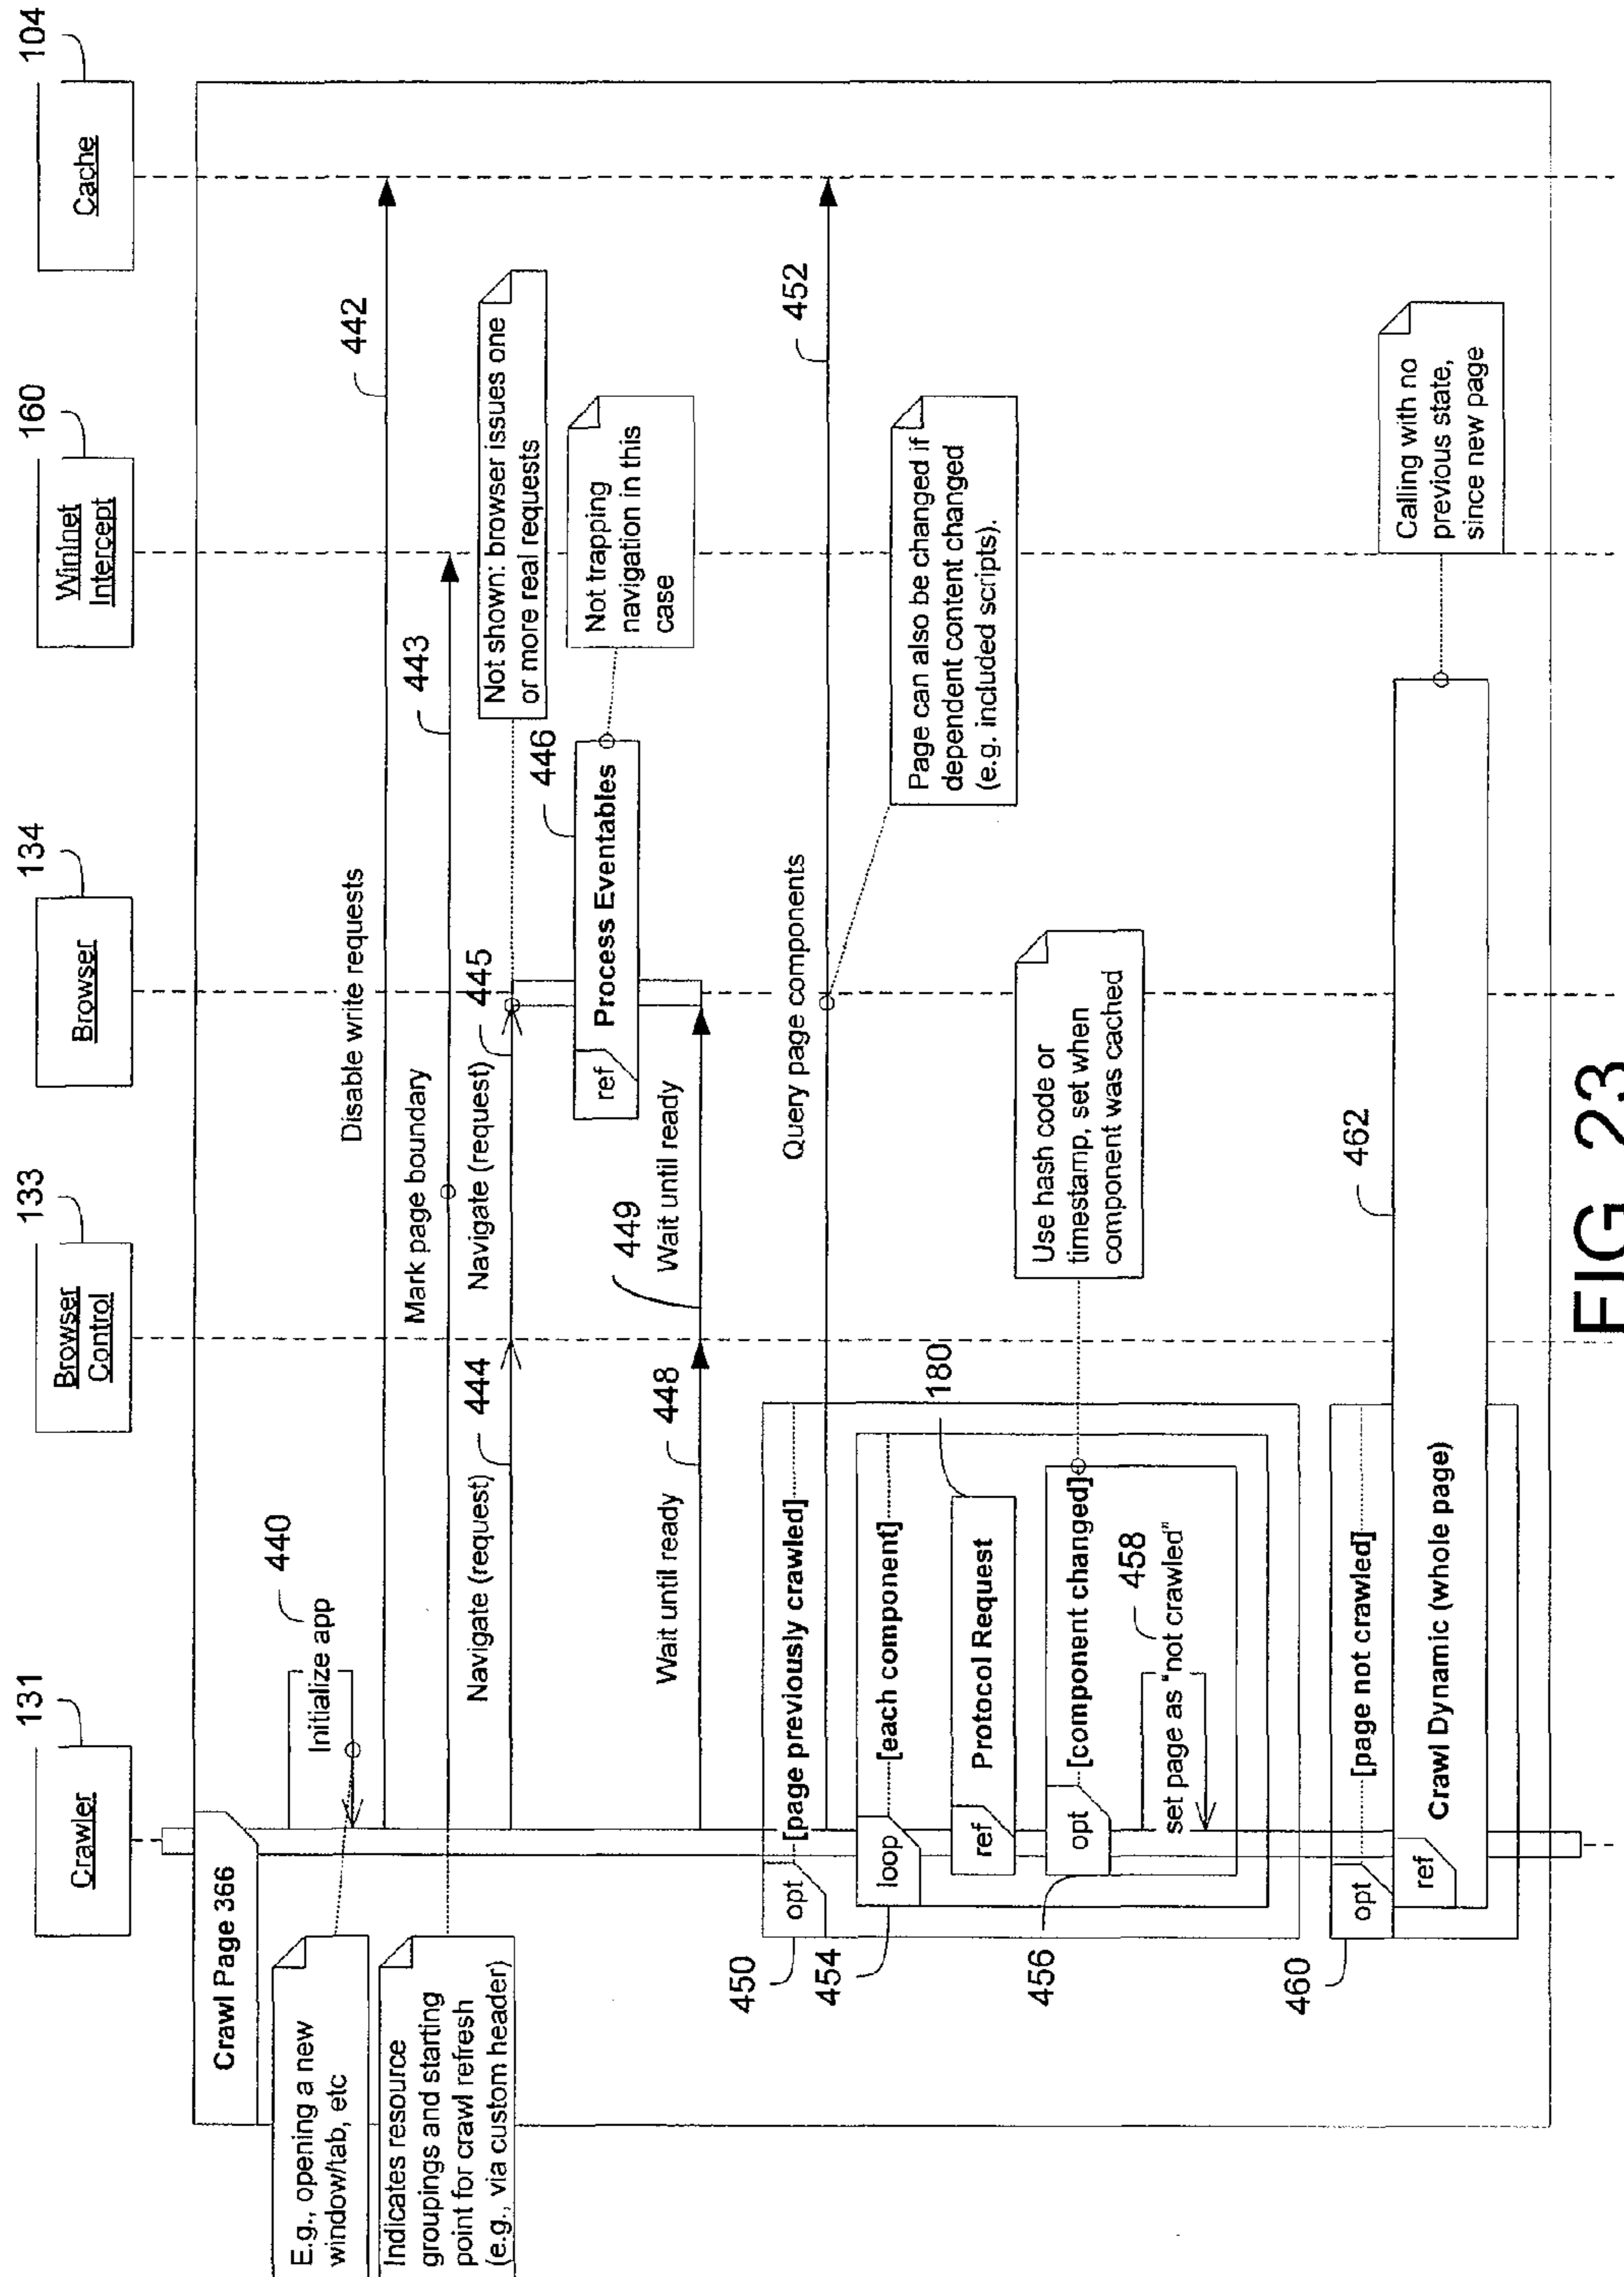 131
133
134
160
104
Crawler
Browser
Control
Browser
WinInet
Intercept
Cache
Crawl Page 366
E.g., opening a new
window/tab, etc
440
Initialize app
Disable write requests
442
Indicates resource
groupings and starting
point for crawl refresh
(e.g., via custom header)
Mark page boundary
443
Navigate (request)
444
Navigate (request)
445
Not shown: browser issues one
or more real requests
446
ref
Process Eventables
Not trapping
navigation in this
case
Wait until ready
448
449
Wait until ready
450
opt
[page previously crawled]
Query page components
452
454
loop
[each component]
Page can also be changed if
dependent content changed
(e.g. included scripts).
180
ref
Protocol Request
456
opt
[component changed]
Use hash code or
timestamp, set when
component was cached
458
set page as "not crawled"
460
opt
[page not crawled]
462
ref
Crawl Dynamic (whole page)
Calling with no
previous state,
since new page
FIG. 23